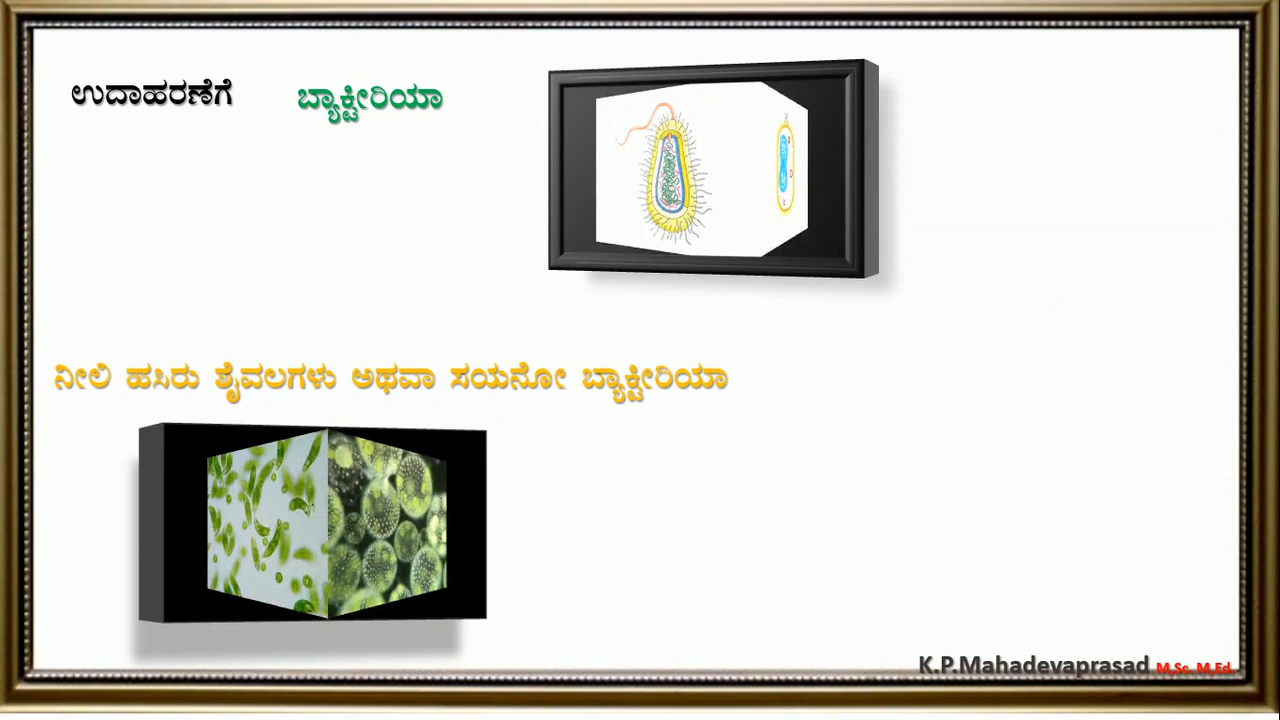 ಉದಾಹರಣೆಗೆ ಬ್ಯಾಕ್ಟೀರಿಯಾ
ನೀಲಿ ಹಸಿರು ಶೈವಲಗಳು ಅಥವಾ ಸಯನೋ ಬ್ಯಾಕ್ಟೀರಿಯಾ
K.P.Mahadevaprasad M,Sc. M,Ed.